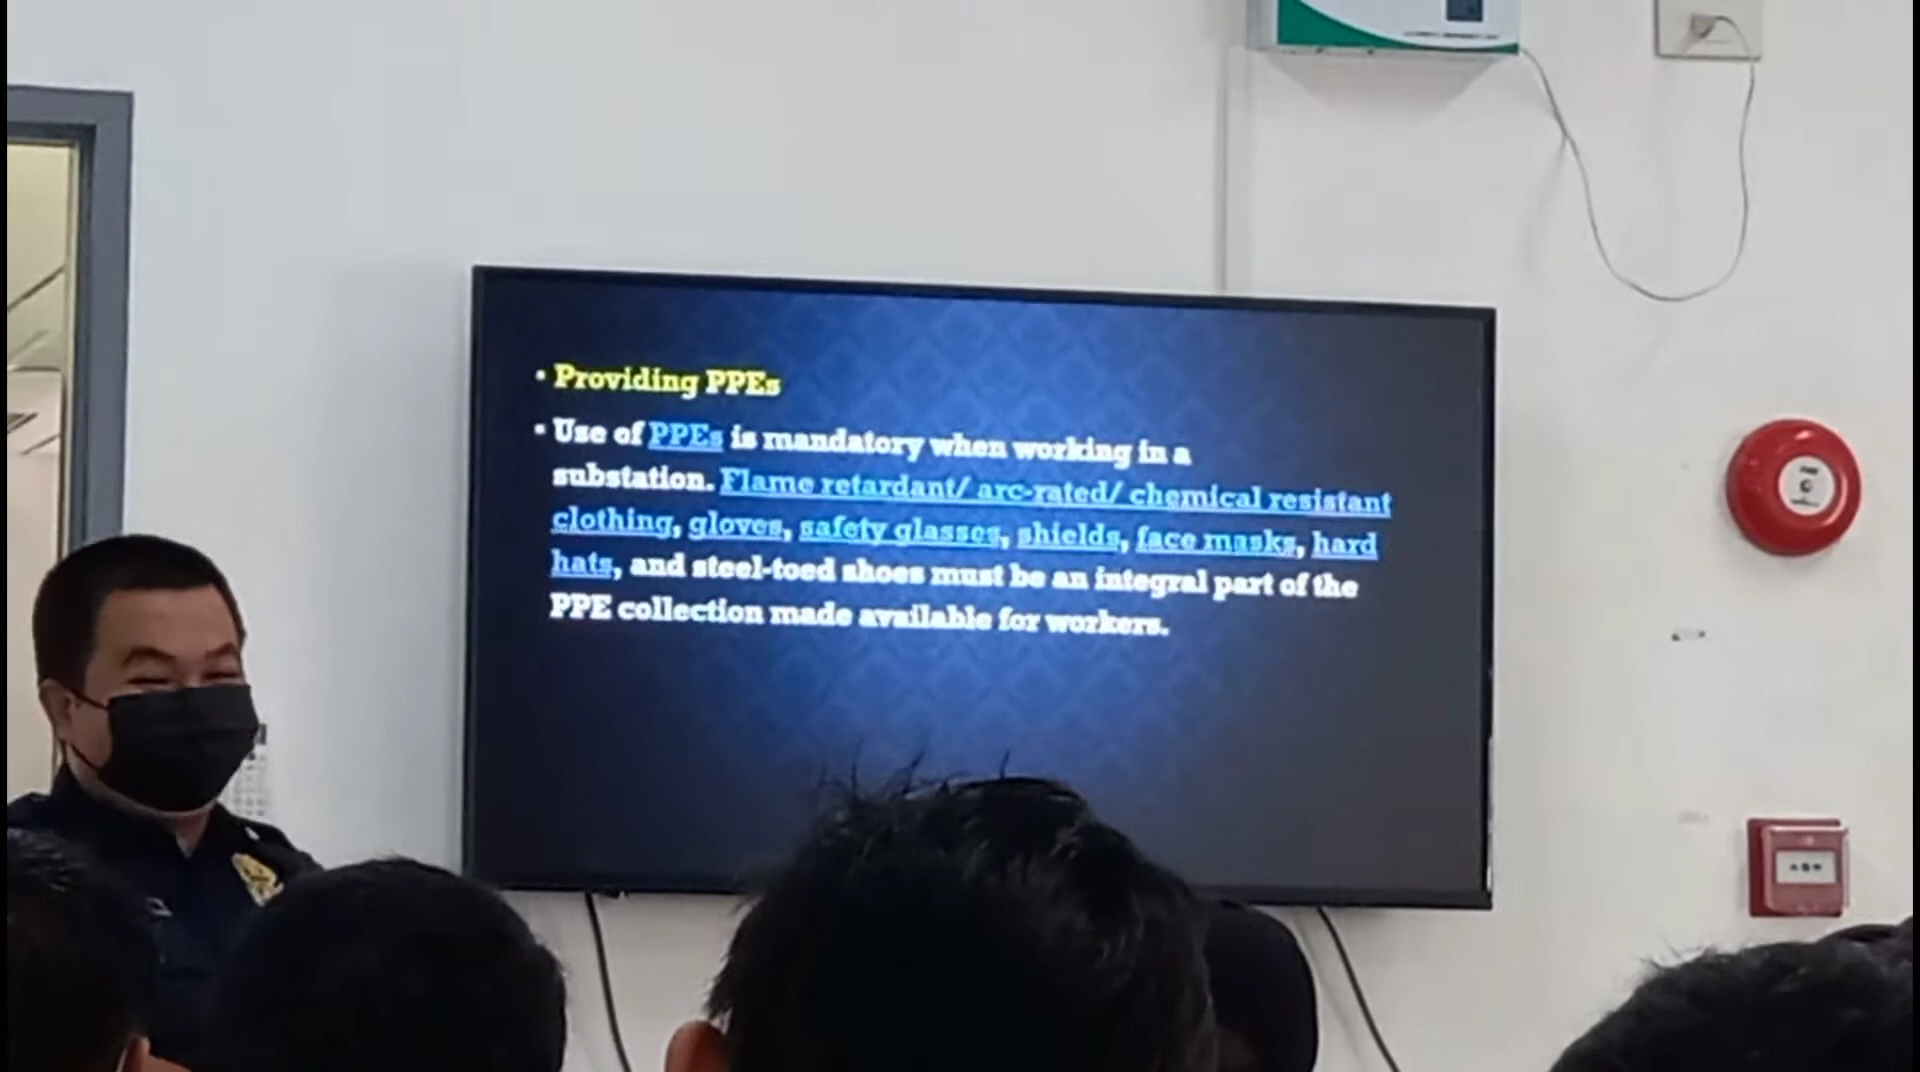 Providing PPEs
Use of PPEs is mandatory when working in a
substation. Flame retardant/ arc-rated/ chemical resistant
clothing, gloves, safety glasses, shields, face masks, hard
hats, and steel-toed shoes must be an integral part of the
PPE collection made available for workers.